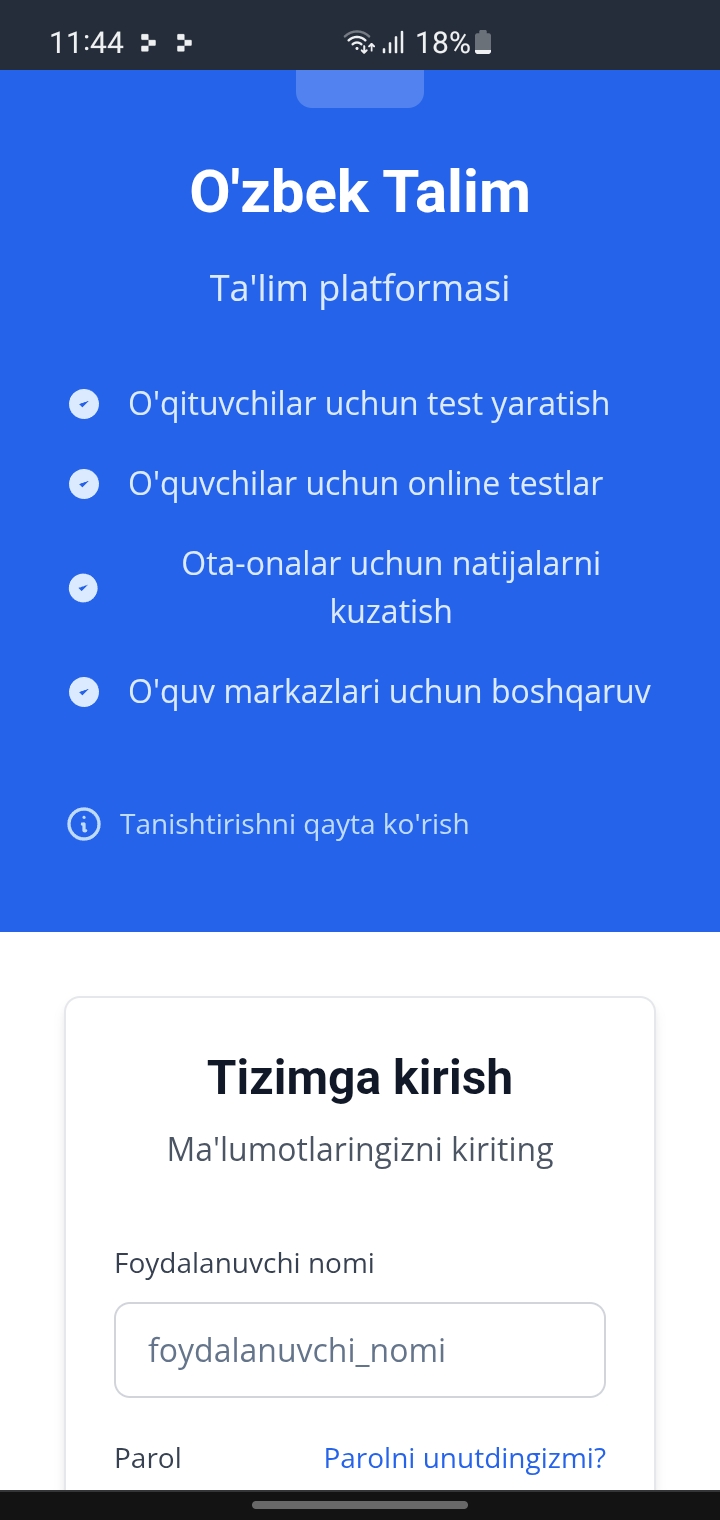 11:44
18%
O'zbek Talim
Ta'lim platformasi
O'qituvchilar uchun test yaratish
O'quvchilar uchun online testlar
Ota-onalar uchun natijalarni
kuzatish
O'quv markazlari uchun boshqaruv
Tanishtirishni qayta ko'rish
Tizimga kirish
Ma'lumotlaringizni kiriting
Foydalanuvchi nomi
foydalanuvchi_nomi
Parol
Parolni unutdingizmi?